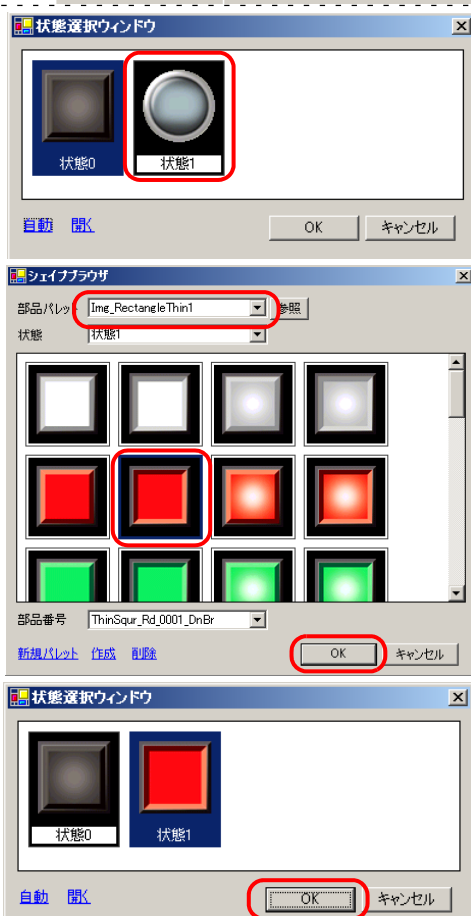 状態選択ウィンドウ
状態0 状態1
自動 開く OK キャンセル
シェイプブラウザ
部品パレット Img_RectangleThin1 参照
状態 状態1
部品番号 ThinSqur_Rd_0001_DnBr
新規パレット 作成 削除 OK キャンセル
状態選択ウィンドウ
状態0 状態1
自動 開く OK キャンセル